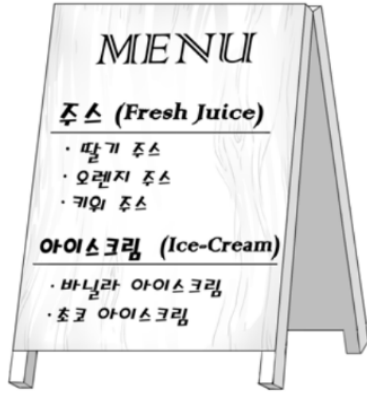 MENU
주스 (Fresh Juice)
· 딸기 주스
· 오렌지 주스
· 키위 주스
아이스크림 (Ice-Cream)
· 바닐라 아이스크림
· 초코 아이스크림